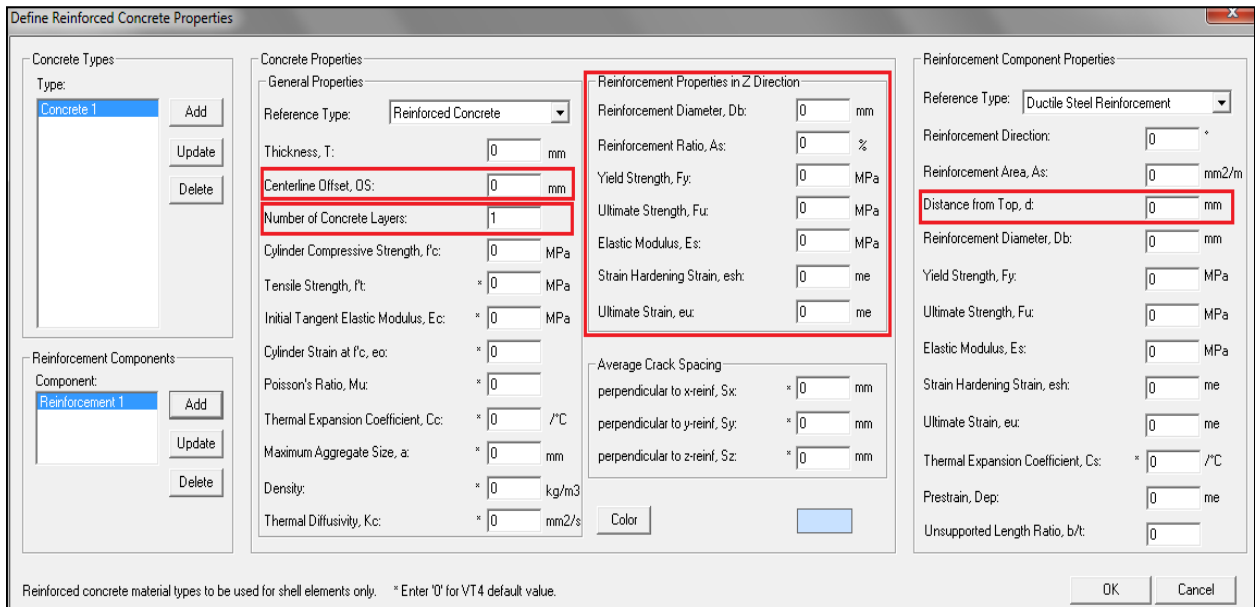 Define Reinforced Concrete Properties
x
Concrete Types
Type:
Concrete 1
Add
Update
Delete
Reinforcement Components
Component:
Reinforcement 1
Add
Update
Delete
Concrete Properties
General Properties
Reference Type: Reinforced Concrete
Thickness, T: 0 mm
Centerline Offset, OS: 0 mm
Number of Concrete Layers: 1
Cylinder Compressive Strength, f'c: 0 MPa
Tensile Strength, f't: * 0 MPa
Initial Tangent Elastic Modulus, Ec: * 0 MPa
Cylinder Strain at f'c, eo: * 0
Poisson's Ratio, Mu: * 0
Thermal Expansion Coefficient, Cc: * 0 /°C
Maximum Aggregate Size, a: * 0 mm
Density: * 0 kg/m3
Thermal Diffusivity, Kc: * 0 mm2/s
Reinforcement Properties in Z Direction
Reinforcement Diameter, Db: 0 mm
Reinforcement Ratio, As: 0 %
Yield Strength, Fy: 0 MPa
Ultimate Strength, Fu: 0 MPa
Elastic Modulus, Es: 0 MPa
Strain Hardening Strain, esh: 0 me
Ultimate Strain, eu: 0 me
Average Crack Spacing
perpendicular to x-reinf, Sx: * 0 mm
perpendicular to y-reinf, Sy: * 0 mm
perpendicular to z-reinf, Sz: * 0 mm
Color
Reinforcement Component Properties
Reference Type: Ductile Steel Reinforcement
Reinforcement Direction: 0 °
Reinforcement Area, As: 0 mm2/m
Distance from Top, d: 0 mm
Reinforcement Diameter, Db: 0 mm
Yield Strength, Fy: 0 MPa
Ultimate Strength, Fu: 0 MPa
Elastic Modulus, Es: 0 MPa
Strain Hardening Strain, esh: 0 me
Ultimate Strain, eu: 0 me
Thermal Expansion Coefficient, Cs: * 0 /°C
Prestrain, Dep: 0 me
Unsupported Length Ratio, b/t: 0
Reinforced concrete material types to be used for shell elements only. * Enter '0' for VT4 default value.
OK
Cancel